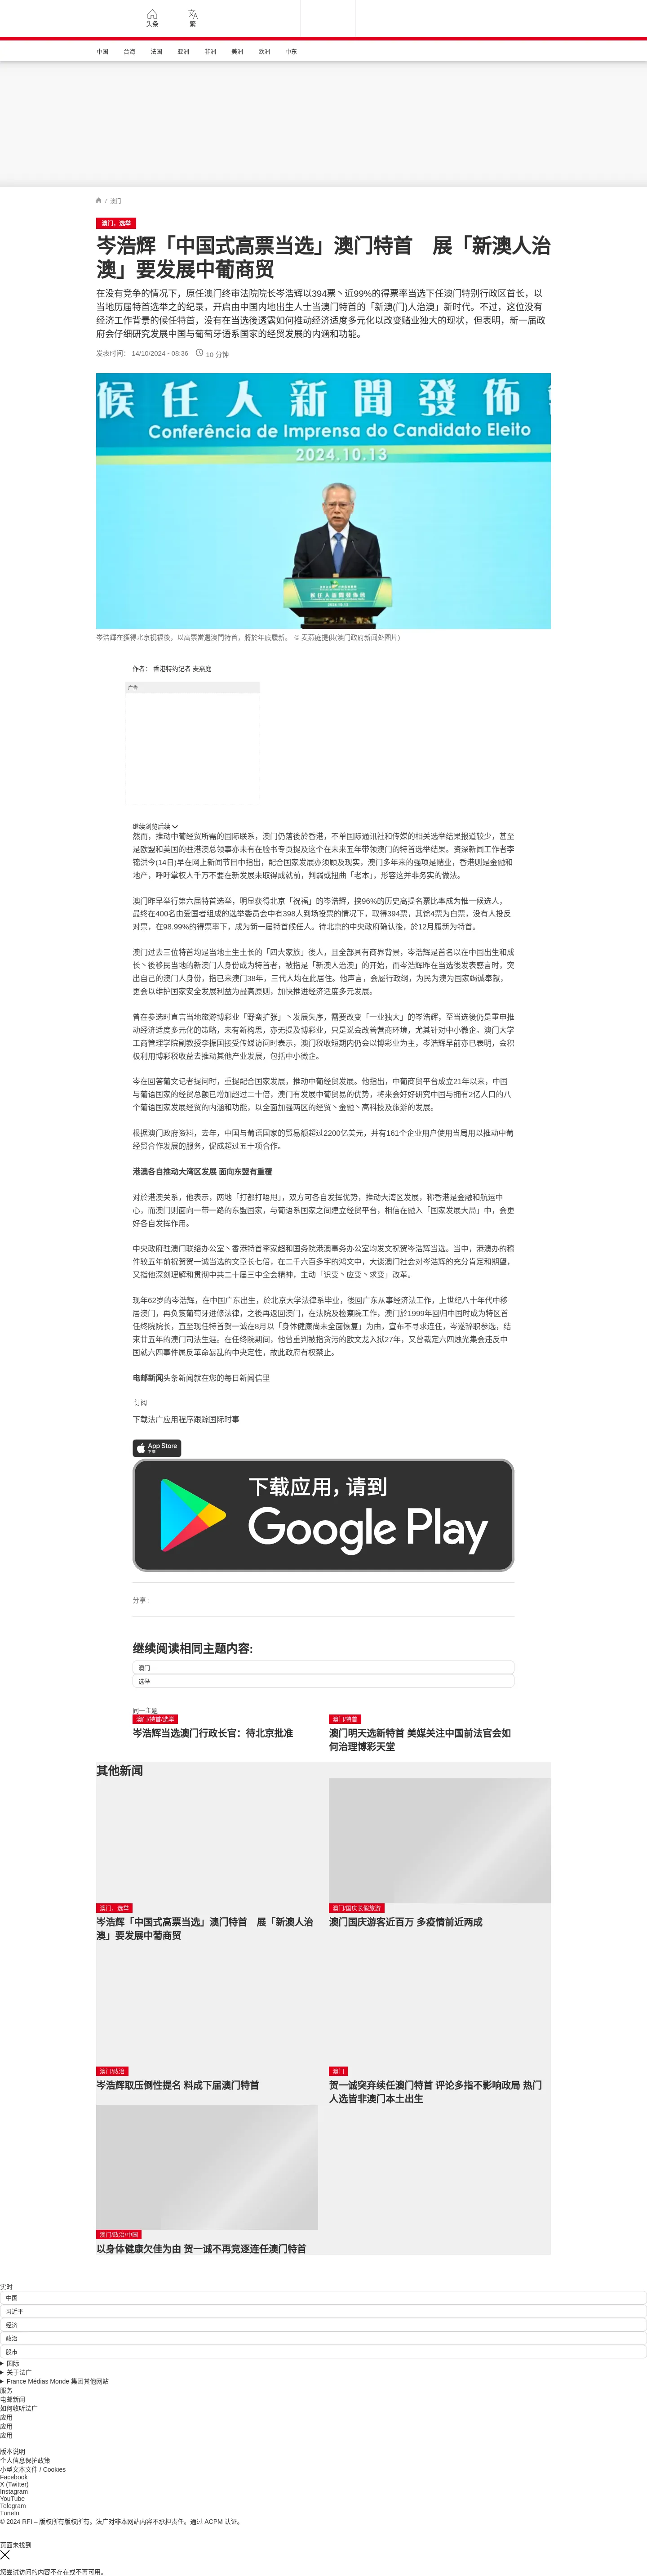 头条
繁
中国 台海 法国 亚洲 非洲 美洲 欧洲 中东
/ 澳门
澳门，选举
岑浩辉「中国式高票当选」澳门特首　展「新澳人治
澳」要发展中葡商贸
在没有竞争的情况下，原任澳门终审法院院长岑浩辉以394票丶近99%的得票率当选下任澳门特别行政区首长，以
当地历届特首选举之的纪录，开启由中国内地出生人士当澳门特首的「新澳(门)人治澳」新时代。不过，这位没有
经济工作背景的候任特首，没有在当选後透露如何推动经济适度多元化以改变赌业独大的现状，但表明，新一届政
府会仔细研究发展中国与葡萄牙语系国家的经贸发展的内涵和功能。
发表时间： 14/10/2024 - 08:36
10 分钟
候任人新聞發佈
Conferência de Imprensa do Candidato Eleito
2024.10.13
岑浩輝在獲得北京祝福後，以高票當選澳門特首，將於年底履新。 © 麦燕庭提供(澳门政府新闻处图片)
作者： 香港特约记者 麦燕庭
广告
继续浏览后续
然而，推动中葡经贸所需的国际联系，澳门仍落後於香港，不单国际通讯社和传媒的相关选举结果报道较少，甚至
是欧盟和美国的驻港澳总领事亦未有在脸书专页提及这个在未来五年带领澳门的特首选举结果。资深新闻工作者李
锦洪今(14日)早在网上新闻节目中指出，配合国家发展亦须顾及现实，澳门多年来的强项是赌业，香港则是金融和
地产，呼吁掌权人千万不要在新发展未取得成就前，判弱或扭曲「老本」，形容这并非务实的做法。
澳门昨早举行第六届特首选举，明显获得北京「祝福」的岑浩辉，挟96%的历史高提名票比率成为惟一候选人，
最终在400名由爱国者组成的选举委员会中有398人到场投票的情况下，取得394票，其馀4票为白票，没有人投反
对票，在98.99%的得票率下，成为新一届特首候任人。待北京的中央政府确认後，於12月履新为特首。
澳门过去三位特首均是当地土生土长的「四大家族」後人，且全部具有商界背景，岑浩辉是首名以在中国出生和成
长丶後移民当地的新澳门人身份成为特首者，被指是「新澳人治澳」的开始，而岑浩辉昨在当选後发表感言时，突
出自己的澳门人身份，指已来澳门38年，三代人均在此居住。他声言，会履行政纲，为民为澳为国家竭诚奉献，
更会以维护国家安全发展利益为最高原则，加快推进经济适度多元发展。
曾在参选时直言当地旅游博彩业「野蛮扩张」丶发展失序，需要改变「一业独大」的岑浩辉，至当选後仍是重申推
动经济适度多元化的策略，未有新构思，亦无提及博彩业，只是说会改善营商环境，尤其针对中小微企。澳门大学
工商管理学院副教授李振国接受传媒访问时表示，澳门税收短期内仍会以博彩业为主，岑浩辉早前亦已表明，会积
极利用博彩税收益去推动其他产业发展，包括中小微企。
岑在回答葡文记者提问时，重提配合国家发展，推动中葡经贸发展。他指出，中葡商贸平台成立21年以来，中国
与葡语国家的经贸总额已增加超过二十倍，澳门有发展中葡贸易的优势，将来会好好研究中国与拥有2亿人口的八
个葡语国家发展经贸的内涵和功能，以全面加强两区的经贸丶金融丶高科技及旅游的发展。
根据澳门政府资料，去年，中国与葡语国家的贸易额超过2200亿美元，并有161个企业用户使用当局用以推动中葡
经贸合作发展的服务，促成超过五十项合作。
港澳各自推动大湾区发展 面向东盟有重覆
对於港澳关系，他表示，两地「打都打唔甩」，双方可各自发挥优势，推动大湾区发展，称香港是金融和航运中
心，而澳门则面向一带一路的东盟国家，与葡语系国家之间建立经贸平台，相信在融入「国家发展大局」中，会更
好各自发挥作用。
中央政府驻澳门联络办公室丶香港特首李家超和国务院港澳事务办公室均发文祝贺岑浩辉当选。当中，港澳办的稿
件较五年前祝贺贺一诚当选的文章长七倍，在二千六百多字的鸿文中，大谈澳门社会对岑浩辉的充分肯定和期望，
又指他深刻理解和贯彻中共二十届三中全会精神，主动「识变丶应变丶求变」改革。
现年62岁的岑浩辉，在中国广东出生，於北京大学法律系毕业，後回广东从事经济法工作，上世纪八十年代中移
居澳门，再负笈葡萄牙进修法律，之後再返回澳门，在法院及检察院工作，澳门於1999年回归中国时成为特区首
任终院院长，直至现任特首贺一诚在8月以「身体健康尚未全面恢复」为由，宣布不寻求连任，岑遂辞职参选，结
束廿五年的澳门司法生涯。在任终院期间，他曾重判被指贪污的欧文龙入狱27年，又曾裁定六四烛光集会违反中
国就六四事件属反革命暴乱的中央定性，故此政府有权禁止。
电邮新闻头条新闻就在您的每日新闻信里
订阅
下载法广应用程序跟踪国际时事
App Store
下载
下载应用，请到
Google Play
分享 :
继续阅读相同主题内容:
澳门
选举
同一主题
澳门/特首/选举
岑浩辉当选澳门行政长官：待北京批准
澳门/特首
澳门明天选新特首 美媒关注中国前法官会如
何治理博彩天堂
其他新闻
澳门，选举
岑浩辉「中国式高票当选」澳门特首　展「新澳人治
澳」要发展中葡商贸
澳门/国庆长假旅游
澳门国庆游客近百万 多疫情前近两成
澳门/政治
岑浩辉取压倒性提名 料成下届澳门特首
澳门
贺一诚突弃续任澳门特首 评论多指不影响政局 热门
人选皆非澳门本土出生
澳门/政治/中国
以身体健康欠佳为由 贺一诚不再竞逐连任澳门特首
实时
中国
习近平
经济
政治
股市
国际
关于法广
France Médias Monde 集团其他网站
服务
电邮新闻
如何收听法广
应用
应用
应用
版本说明
个人信息保护政策
小型文本文件 / Cookies
Facebook
X (Twitter)
Instagram
YouTube
Telegram
TuneIn
© 2024 RFI – 版权所有版权所有。法广对非本网站内容不承担责任。通过 ACPM 认证。
页面未找到
您尝试访问的内容不存在或不再可用。